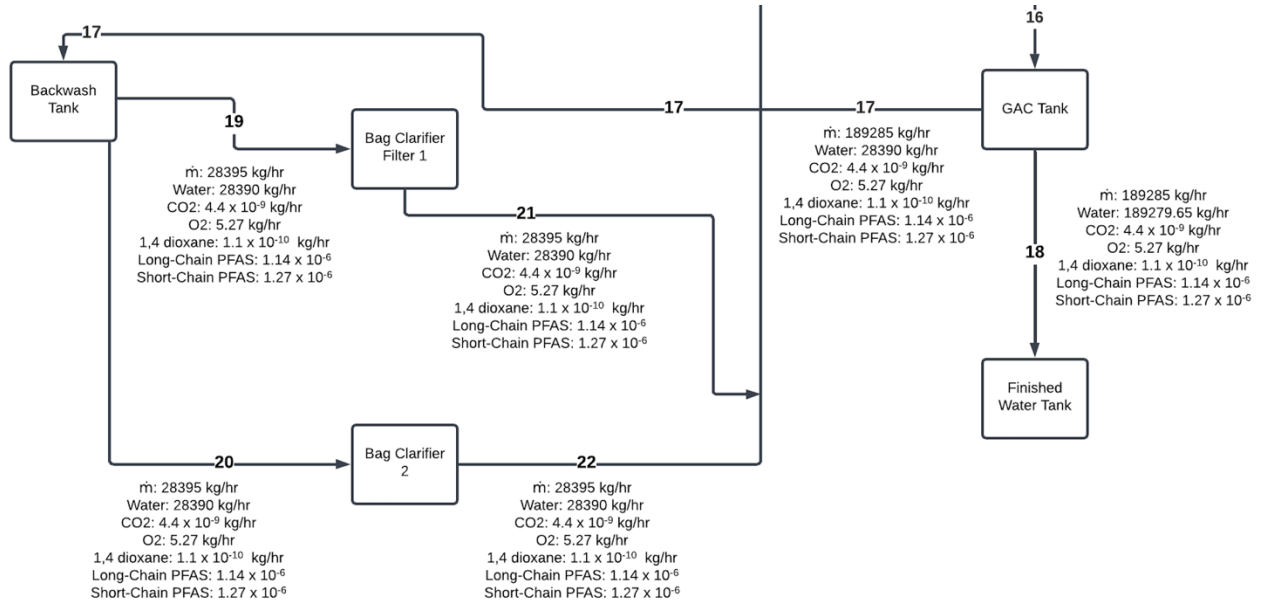 17
16
Backwash
Tank
GAC Tank
19
Bag Clarifier
Filter 1
17
17
ṁ: 189285 kg/hr
Water: 28390 kg/hr
CO2: 4.4 x 10⁻⁹ kg/hr
O2: 5.27 kg/hr
1,4 dioxane: 1.1 x 10⁻¹⁰ kg/hr
Long-Chain PFAS: 1.14 x 10⁻⁶
Short-Chain PFAS: 1.27 x 10⁻⁶
ṁ: 28395 kg/hr
Water: 28390 kg/hr
CO2: 4.4 x 10⁻⁹ kg/hr
O2: 5.27 kg/hr
1,4 dioxane: 1.1 x 10⁻¹⁰ kg/hr
Long-Chain PFAS: 1.14 x 10⁻⁶
Short-Chain PFAS: 1.27 x 10⁻⁶
21
ṁ: 28395 kg/hr
Water: 28390 kg/hr
CO2: 4.4 x 10⁻⁹ kg/hr
O2: 5.27 kg/hr
1,4 dioxane: 1.1 x 10⁻¹⁰ kg/hr
Long-Chain PFAS: 1.14 x 10⁻⁶
Short-Chain PFAS: 1.27 x 10⁻⁶
18
ṁ: 189285 kg/hr
Water: 189279.65 kg/hr
CO2: 4.4 x 10⁻⁹ kg/hr
O2: 5.27 kg/hr
1,4 dioxane: 1.1 x 10⁻¹⁰ kg/hr
Long-Chain PFAS: 1.14 x 10⁻⁶
Short-Chain PFAS: 1.27 x 10⁻⁶
Finished
Water Tank
20
Bag Clarifier
2
22
ṁ: 28395 kg/hr
Water: 28390 kg/hr
CO2: 4.4 x 10⁻⁹ kg/hr
O2: 5.27 kg/hr
1,4 dioxane: 1.1 x 10⁻¹⁰ kg/hr
Long-Chain PFAS: 1.14 x 10⁻⁶
Short-Chain PFAS: 1.27 x 10⁻⁶
ṁ: 28395 kg/hr
Water: 28390 kg/hr
CO2: 4.4 x 10⁻⁹ kg/hr
O2: 5.27 kg/hr
1,4 dioxane: 1.1 x 10⁻¹⁰ kg/hr
Long-Chain PFAS: 1.14 x 10⁻⁶
Short-Chain PFAS: 1.27 x 10⁻⁶